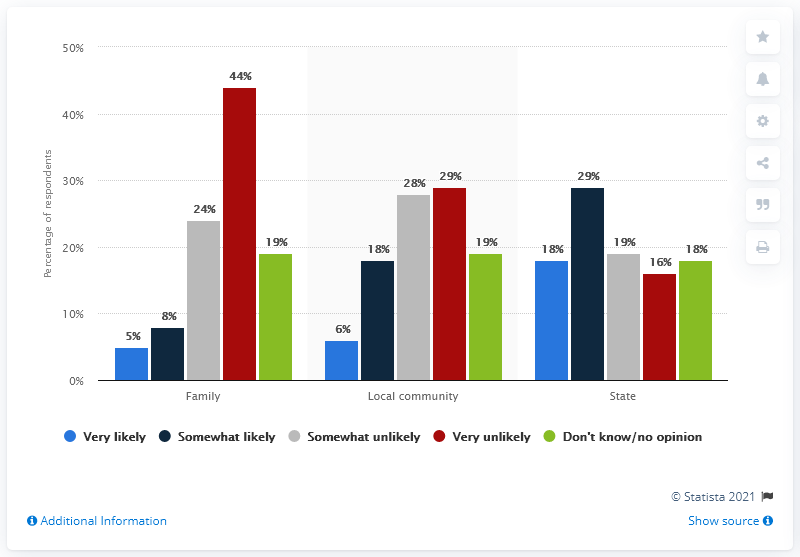 50%
40%
30%
20%
10%
0%
Percentage of respondents
5%
8%
24%
44%
19%
6%
18%
28%
29%
19%
18%
29%
19%
16%
18%
Family
Local community
State
Very likely
Somewhat likely
Somewhat unlikely
Very unlikely
Don't know/no opinion
© Statista 2021
Additional Information
Show source